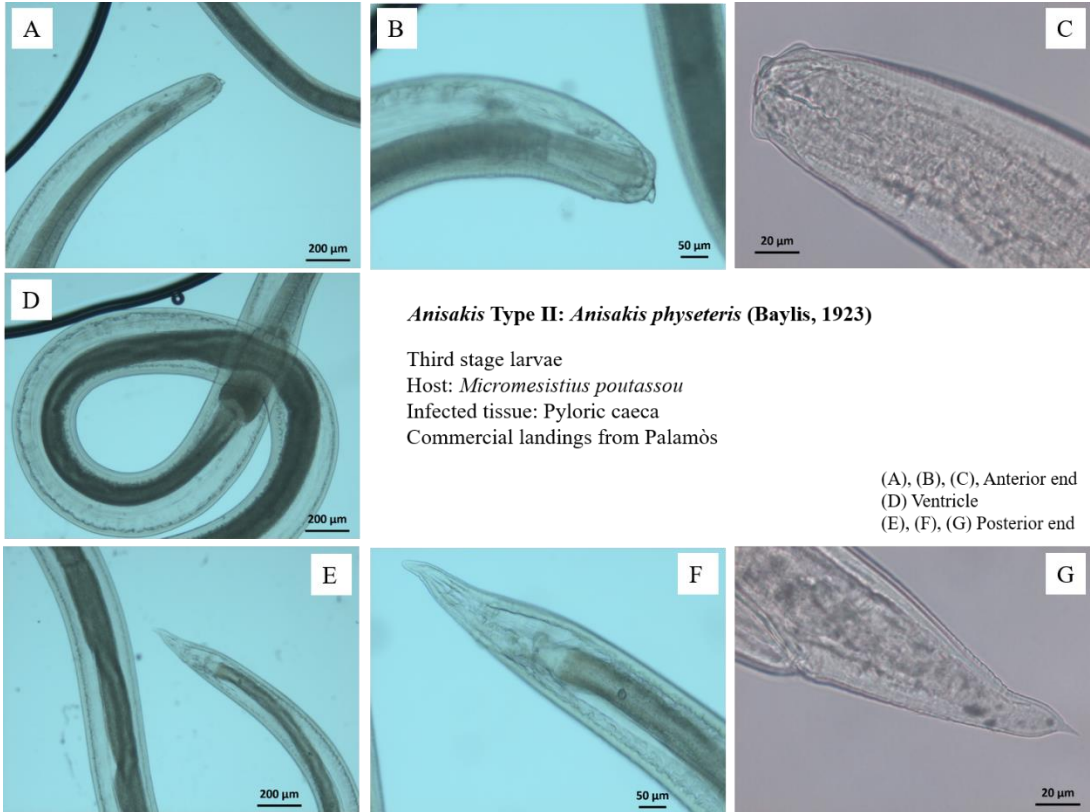 A
B
C
200 µm
50 µm
20 µm
D
200 µm
Anisakis Type II: Anisakis physeteris (Baylis, 1923)
Third stage larvae
Host: Micromesistius poutassou
Infected tissue: Pyloric caeca
Commercial landings from Palamòs
(A), (B), (C), Anterior end
(D) Ventricle
(E), (F), (G) Posterior end
E
F
G
200 µm
50 µm
20 µm